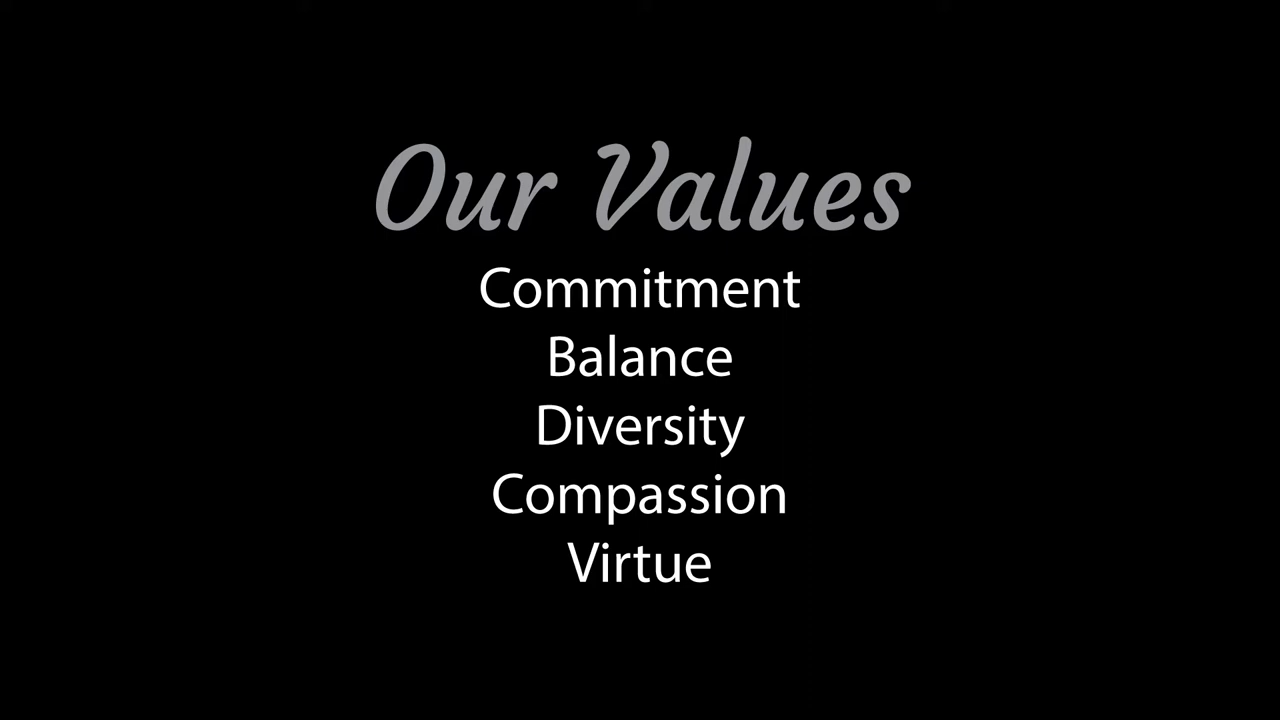 Our Values
Commitment
Balance
Diversity
Compassion
Virtue